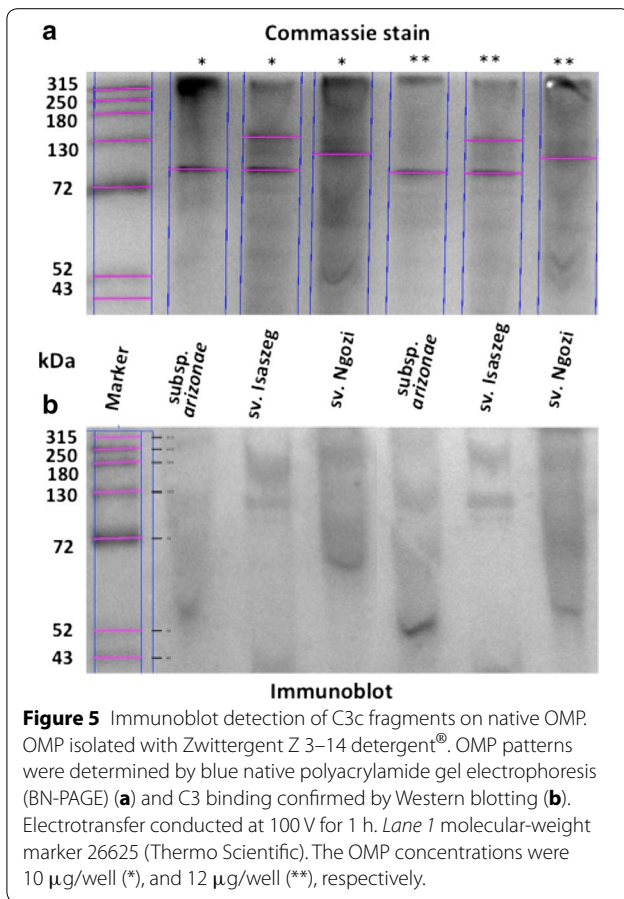 a
Commassie stain
* * * ** ** **
315
250
180
130
72
52
43
kDa
Marker
subsp. arizonae
sv. Isaszeg
sv. Ngozi
subsp. arizonae
sv. Isaszeg
sv. Ngozi
b
315
250
180
130
72
52
43
Immunoblot
Figure 5 Immunoblot detection of C3c fragments on native OMP.
OMP isolated with Zwittergent Z 3–14 detergent®. OMP patterns
were determined by blue native polyacrylamide gel electrophoresis
(BN-PAGE) (a) and C3 binding confirmed by Western blotting (b).
Electrotransfer conducted at 100 V for 1 h. Lane 1 molecular-weight
marker 26625 (Thermo Scientific). The OMP concentrations were
10 μg/well (*), and 12 μg/well (**), respectively.